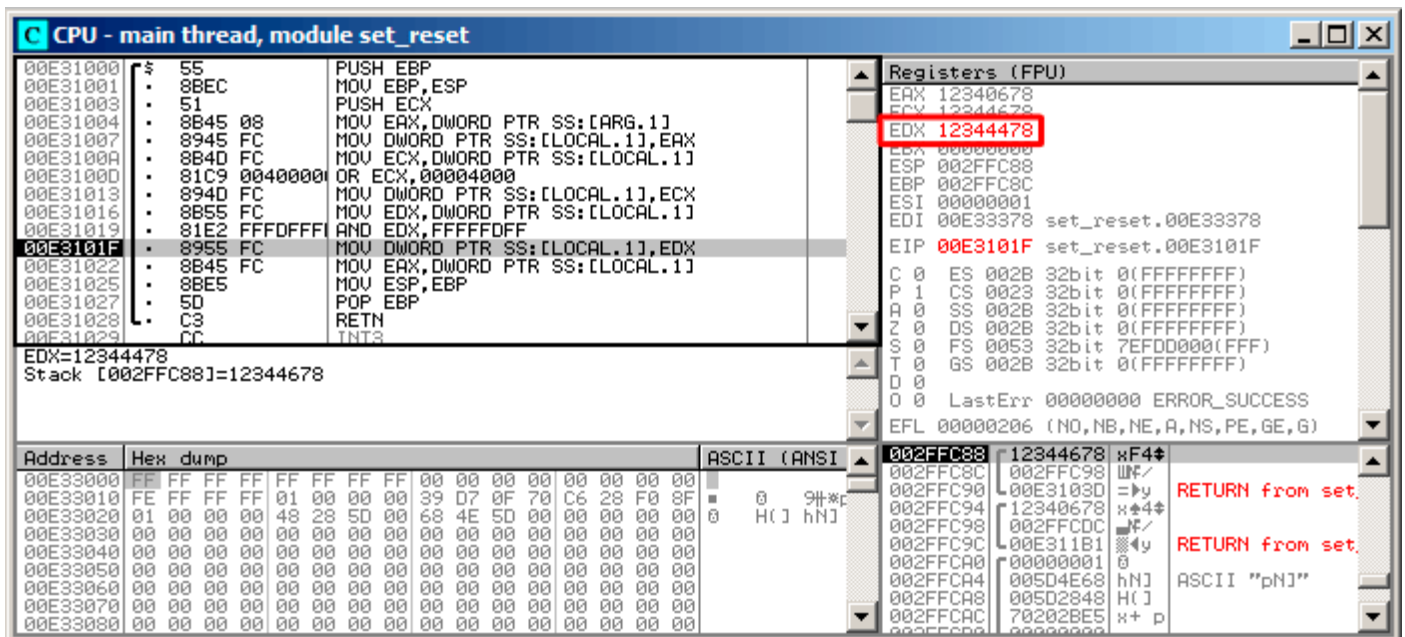 C CPU - main thread, module set_reset
00E31000 $ 55 PUSH EBP
00E31001 . 8BEC MOV EBP,ESP
00E31003 . 51 PUSH ECX
00E31004 . 8B45 08 MOV EAX,DWORD PTR SS:[ARG.1]
00E31007 . 8945 FC MOV DWORD PTR SS:[LOCAL.1],EAX
00E3100A . 8B4D FC MOV ECX,DWORD PTR SS:[LOCAL.1]
00E3100D . 81C9 0040000 OR ECX,00004000
00E31013 . 894D FC MOV DWORD PTR SS:[LOCAL.1],ECX
00E31016 . 8B55 FC MOV EDX,DWORD PTR SS:[LOCAL.1]
00E31019 . 81E2 FFFDFFF AND EDX,FFFFFDFF
00E3101F . 8955 FC MOV DWORD PTR SS:[LOCAL.1],EDX
00E31022 . 8B45 FC MOV EAX,DWORD PTR SS:[LOCAL.1]
00E31025 . 8BE5 MOV ESP,EBP
00E31027 . 5D POP EBP
00E31028 . C3 RETN
00E31029 CC INT3
EDX=12344478
Stack [002FFC88]=12344678
Registers (FPU)
EAX 12340678
ECX 12344678
EDX 12344478
EBX 00000000
ESP 002FFC88
EBP 002FFC8C
ESI 00000001
EDI 00E33378 set_reset.00E33378
EIP 00E3101F set_reset.00E3101F
C 0 ES 002B 32bit 0(FFFFFFFF)
P 1 CS 0023 32bit 0(FFFFFFFF)
A 0 SS 002B 32bit 0(FFFFFFFF)
Z 0 DS 002B 32bit 0(FFFFFFFF)
S 0 FS 0053 32bit 7EFDD000(FFF)
T 0 GS 002B 32bit 0(FFFFFFFF)
D 0
O 0 LastErr 00000000 ERROR_SUCCESS
EFL 00000206 (NO,NB,NE,A,NS,PE,GE,G)
Address Hex dump ASCII (ANSI
00E33000 FF FF FF FF FF FF FF FF 00 00 00 00 00 00 00 00
00E33010 FE FF FF FF 01 00 00 00 39 D7 0F 70 C6 28 F0 8F
00E33020 01 00 00 00 48 28 5D 00 68 4E 5D 00 00 00 00 00 H(] hN]
00E33030 00 00 00 00 00 00 00 00 00 00 00 00 00 00 00 00
00E33040 00 00 00 00 00 00 00 00 00 00 00 00 00 00 00 00
00E33050 00 00 00 00 00 00 00 00 00 00 00 00 00 00 00 00
00E33060 00 00 00 00 00 00 00 00 00 00 00 00 00 00 00 00
00E33070 00 00 00 00 00 00 00 00 00 00 00 00 00 00 00 00
00E33080 00 00 00 00 00 00 00 00 00 00 00 00 00 00 00 00
002FFC88 12344678 xF4‡
002FFC8C 002FFC98
002FFC90 00E3103D RETURN from set_
002FFC94 12340678 x♠4‡
002FFC98 002FFCDC
002FFC9C 00E311B1 RETURN from set_
002FFCA0 00000001
002FFCA4 005D4E68 hN] ASCII "pN]"
002FFCA8 005D2848 H(]
002FFCAC 70202BE5 x+ p